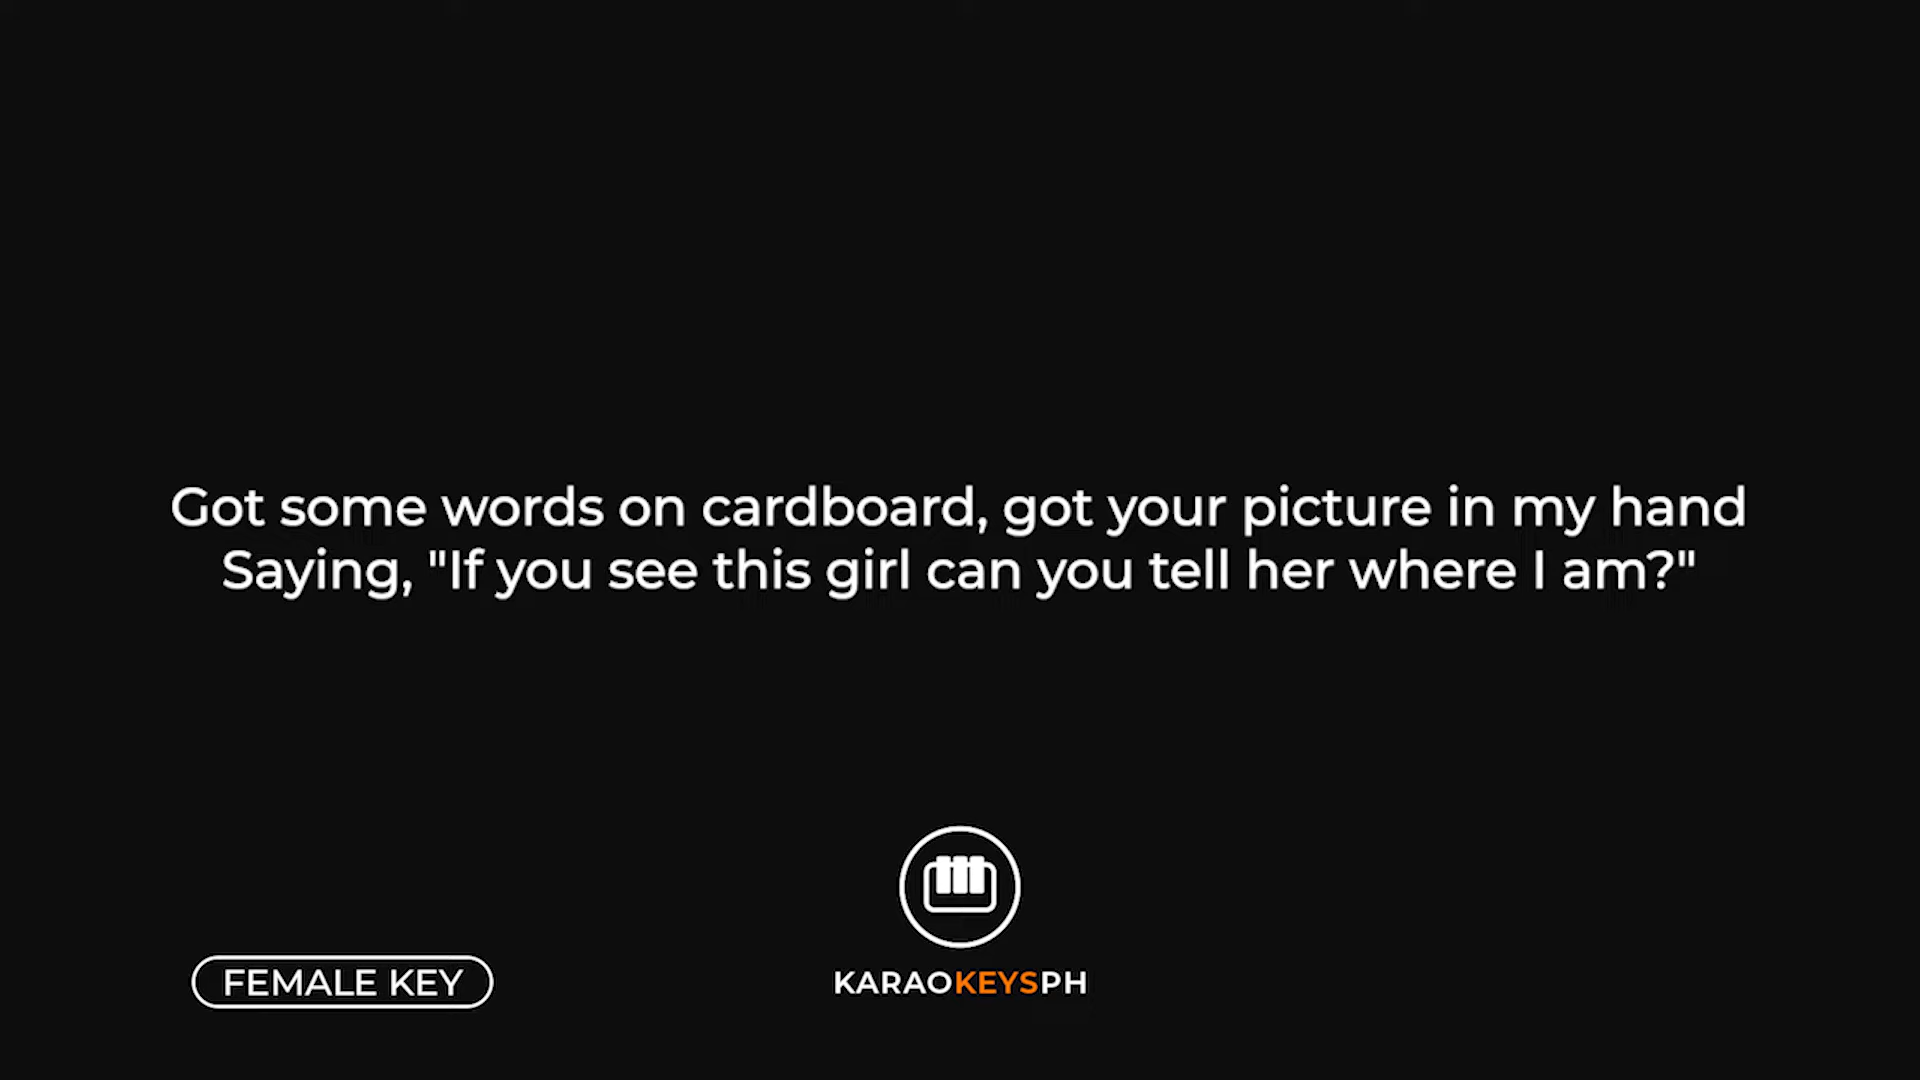 Got some words on cardboard, got your picture in my hand
Saying, "If you see this girl can you tell her where I am?"
FEMALE KEY
KARAOKEYSPH